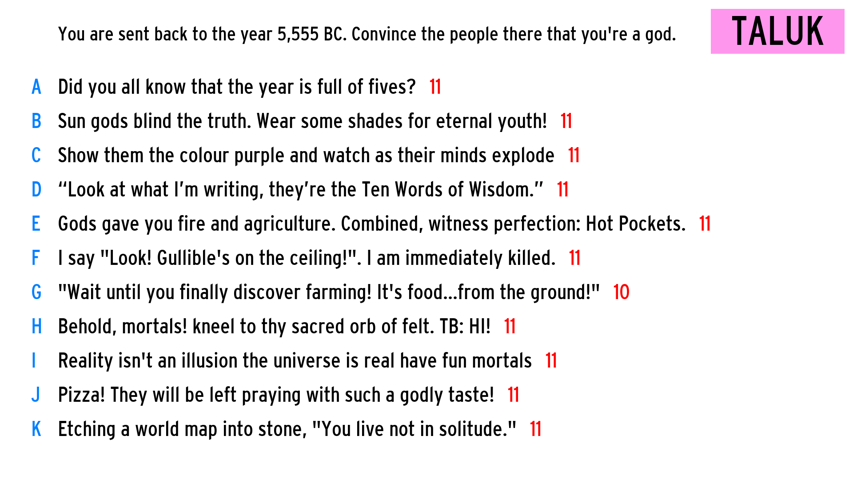 You are sent back to the year 5,555 BC. Convince the people there that you're a god.
TALUK
A Did you all know that the year is full of fives? 11
B Sun gods blind the truth. Wear some shades for eternal youth! 11
C Show them the colour purple and watch as their minds explode 11
D “Look at what I’m writing, they’re the Ten Words of Wisdom.” 11
E Gods gave you fire and agriculture. Combined, witness perfection: Hot Pockets. 11
F I say "Look! Gullible's on the ceiling!". I am immediately killed. 11
G "Wait until you finally discover farming! It's food...from the ground!" 10
H Behold, mortals! kneel to thy sacred orb of felt. TB: HI! 11
I Reality isn't an illusion the universe is real have fun mortals 11
J Pizza! They will be left praying with such a godly taste! 11
K Etching a world map into stone, "You live not in solitude." 11